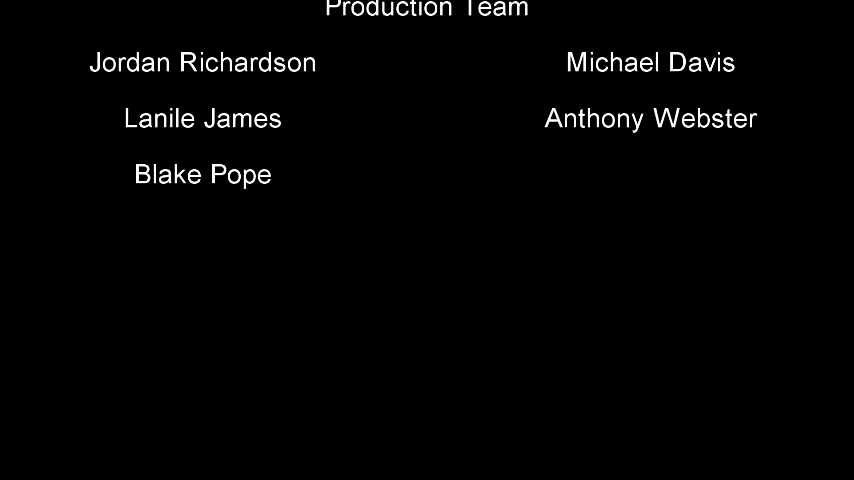 Production Team
Jordan Richardson Michael Davis
Lanile James Anthony Webster
Blake Pope